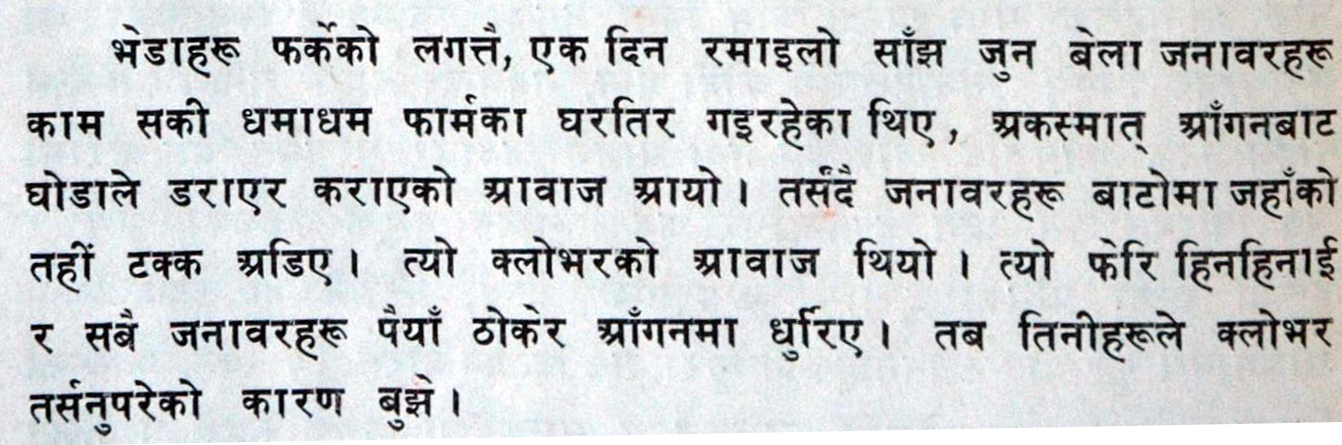 भेडाहरू फर्केको लगत्तै, एक दिन रमाइलो साँझ जुन बेला जनावरहरू
काम सकी धमाधम फार्मका घरतिर गइरहेका थिए, अकस्मात् आँगनबाट
घोडाले डराएर कराएको आवाज आयो । तर्सदै जनावरहरू बाटोमा जहाँको
तहीं टक्क अडिए । त्यो क्लोभरको आवाज थियो । त्यो फेरि हिनहिनाई
र सबै जनावरहरू पैयाँ ठोकेर आँगनमा धुर्रिए । तब तिनीहरूले क्लोभर
तर्सनुपरेको कारण बुझे ।